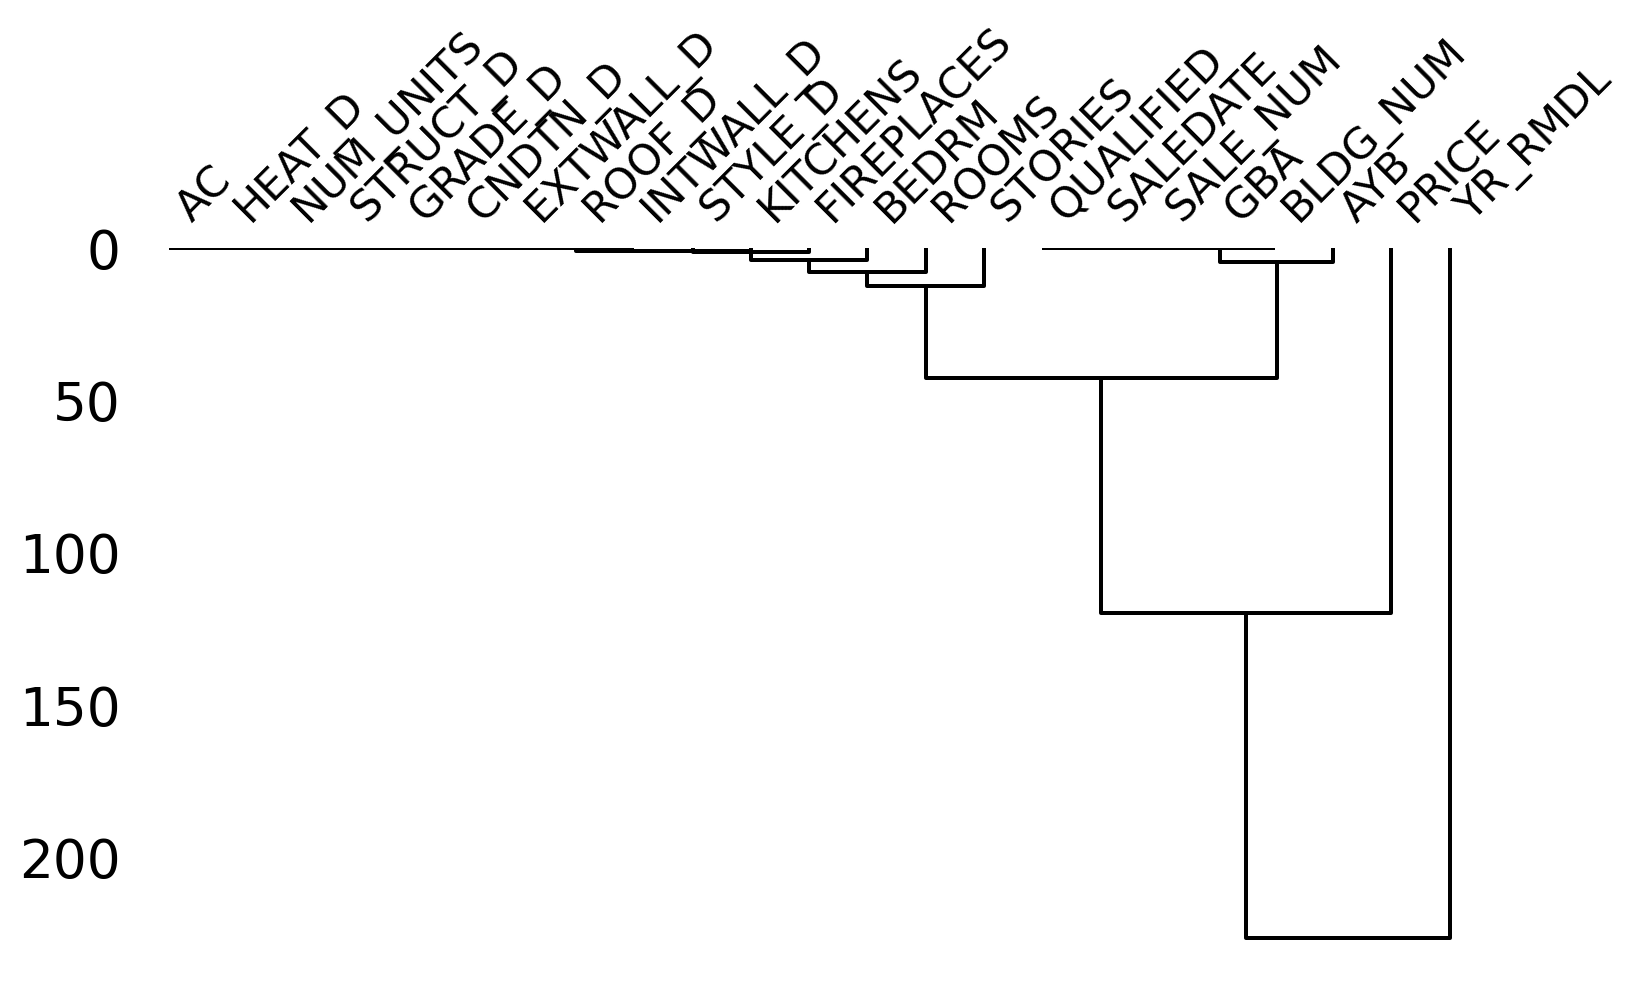 AC
HEAT_D
NUM_UNITS
STRUCT_D
GRADE_D
CNDTN_D
EXTWALL_D
ROOF_D
INTWALL_D
STYLE_D
KITCHENS
FIREPLACES
BEDRM
ROOMS
STORIES
QUALIFIED
SALEDATE
SALE_NUM
GBA
BLDG_NUM
AYB
PRICE
YR_RMDL
0
50
100
150
200